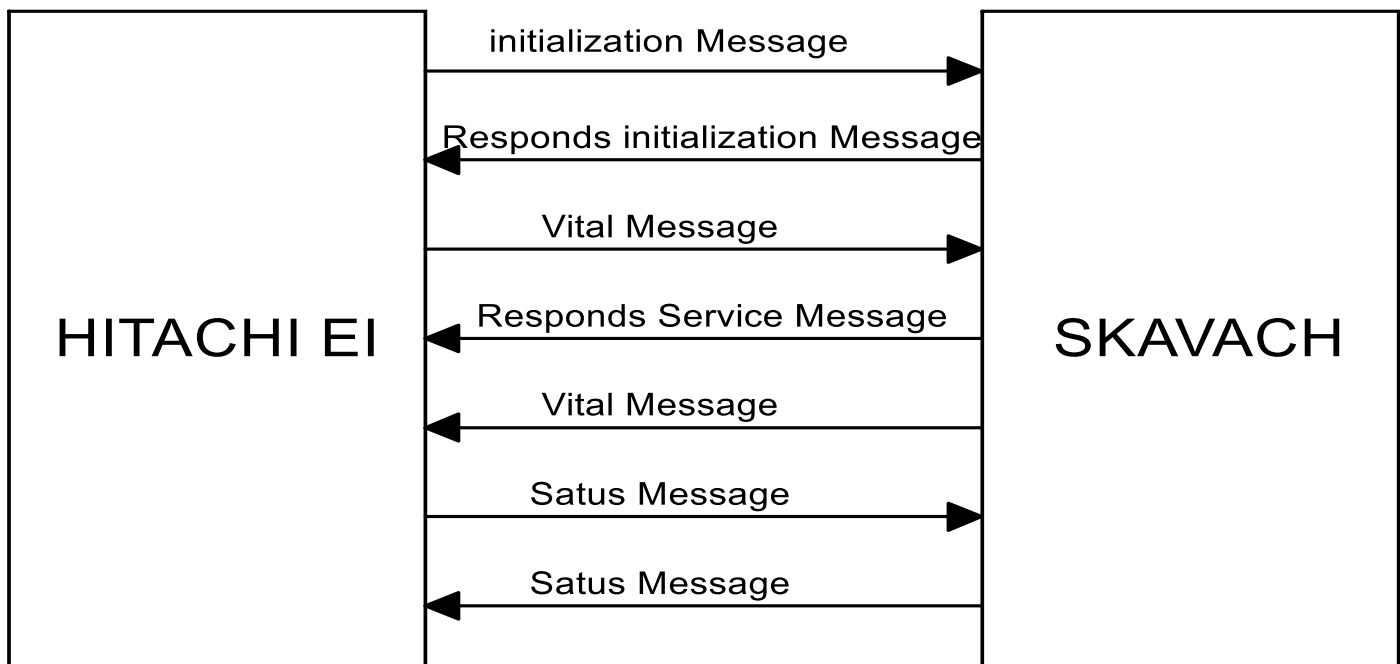 initialization Message
Responds initialization Message
Vital Message
HITACHI EI
Responds Service Message
SKAVACH
Vital Message
Satus Message
Satus Message